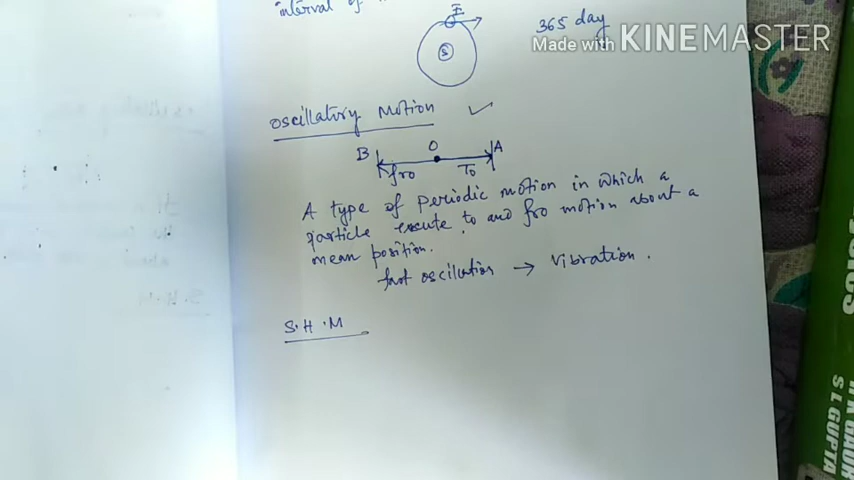 interval of
E
365 day
S
Made with KINEMASTER
Oscillatory Motion
B O A
fro To
A type of periodic motion in which a
particle execute to and fro motion about a
mean position.
fast oscillation → vibration.
S.H.M
S L GUPTA